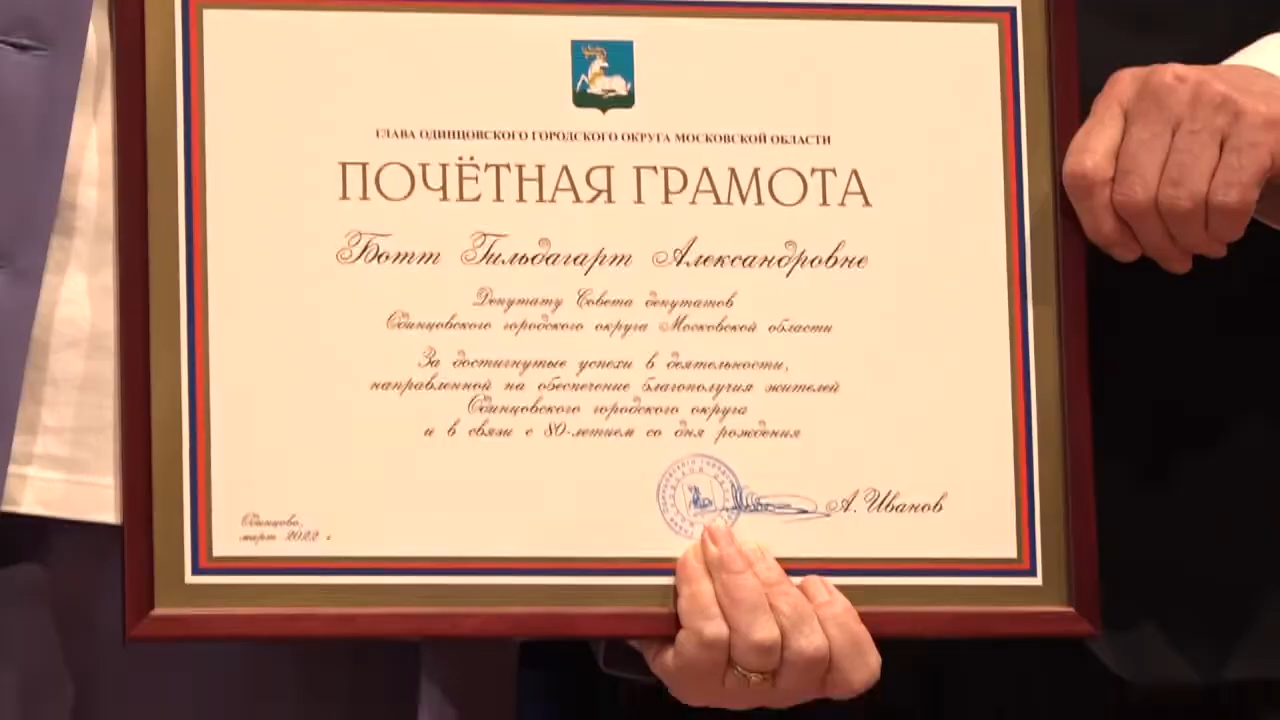 ГЛАВА ОДИНЦОВСКОГО ГОРОДСКОГО ОКРУГА МОСКОВСКОЙ ОБЛАСТИ
ПОЧЁТНАЯ ГРАМОТА
Ботт Гильдагарт Александровне
Депутату Совета депутатов
Одинцовского городского округа Московской области
За достигнутые успехи в деятельности,
направленной на обеспечение благополучия жителей
Одинцовского городского округа
и в связи с 80-летием со дня рождения
А. Иванов
Одинцово,
март 2022 г